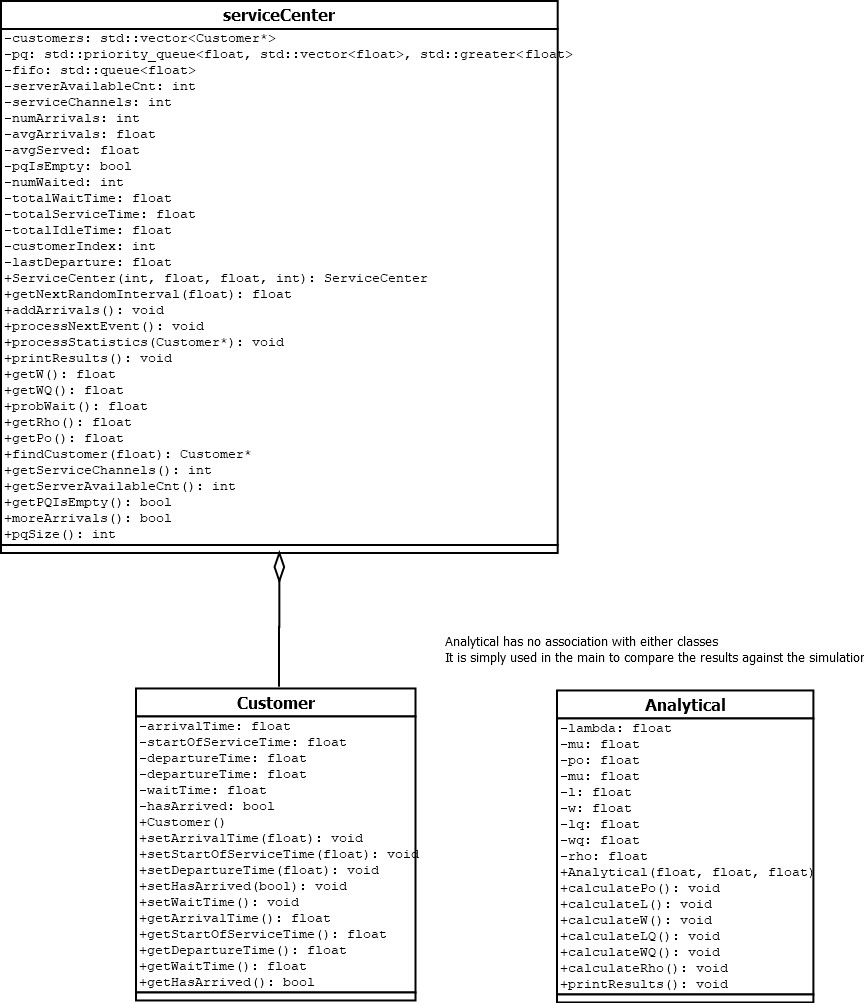 serviceCenter
-customers: std::vector<Customer*>
-pq: std::priority_queue<float, std::vector<float>, std::greater<float>
-fifo: std::queue<float>
-serverAvailableCnt: int
-serviceChannels: int
-numArrivals: int
-avgArrivals: float
-avgServed: float
-pqIsEmpty: bool
-numWaited: int
-totalWaitTime: float
-totalServiceTime: float
-totalIdleTime: float
-customerIndex: int
-lastDeparture: float
+ServiceCenter(int, float, float, int): ServiceCenter
+getNextRandomInterval(float): float
+addArrivals(): void
+processNextEvent(): void
+processStatistics(Customer*): void
+printResults(): void
+getW(): float
+getWQ(): float
+probWait(): float
+getRho(): float
+getPo(): float
+findCustomer(float): Customer*
+getServiceChannels(): int
+getServerAvailableCnt(): int
+getPQIsEmpty(): bool
+moreArrivals(): bool
+pqSize(): int
Analytical has no association with either classes
It is simply used in the main to compare the results against the simulation
Customer
-arrivalTime: float
-startOfServiceTime: float
-departureTime: float
-departureTime: float
-waitTime: float
-hasArrived: bool
+Customer()
+setArrivalTime(float): void
+setStartOfServiceTime(float): void
+setDepartureTime(float): void
+setHasArrived(bool): void
+setWaitTime(): void
+getArrivalTime(): float
+getStartOfServiceTime(): float
+getDepartureTime(): float
+getWaitTime(): float
+getHasArrived(): bool
Analytical
-lambda: float
-mu: float
-po: float
-mu: float
-l: float
-w: float
-lq: float
-wq: float
-rho: float
+Analytical(float, float, float)
+calculatePo(): void
+calculateL(): void
+calculateW(): void
+calculateLQ(): void
+calculateWQ(): void
+calculateRho(): void
+printResults(): void